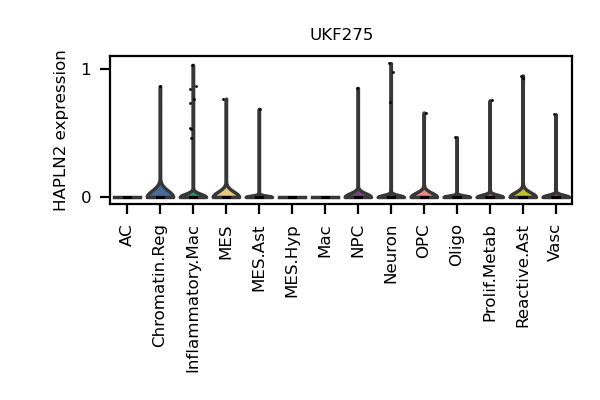 UKF275
HAPLN2 expression
1
0
AC
Chromatin.Reg
Inflammatory.Mac
MES
MES.Ast
MES.Hyp
Mac
NPC
Neuron
OPC
Oligo
Prolif.Metab
Reactive.Ast
Vasc